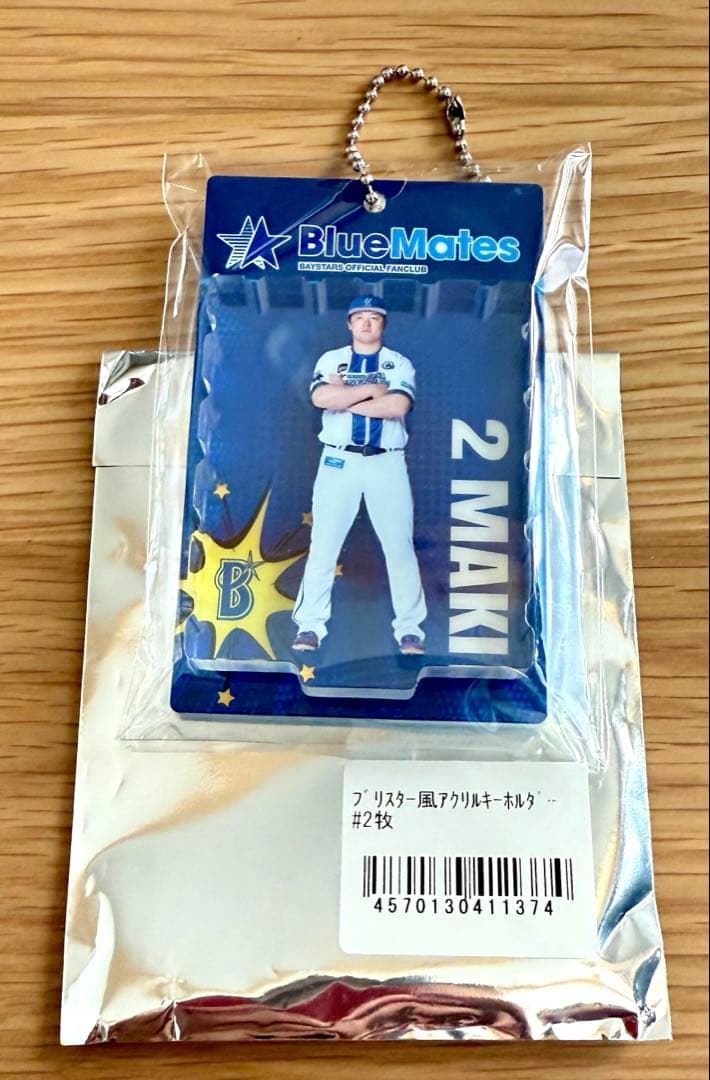 BlueMates
BAYSTARS OFFICIAL FANCLUB
2 MAKI
B
ﾌﾞﾘｽﾀｰ風ｱｸﾘﾙｷｰﾎﾙﾀﾞｰ
#2牧
4570130411374